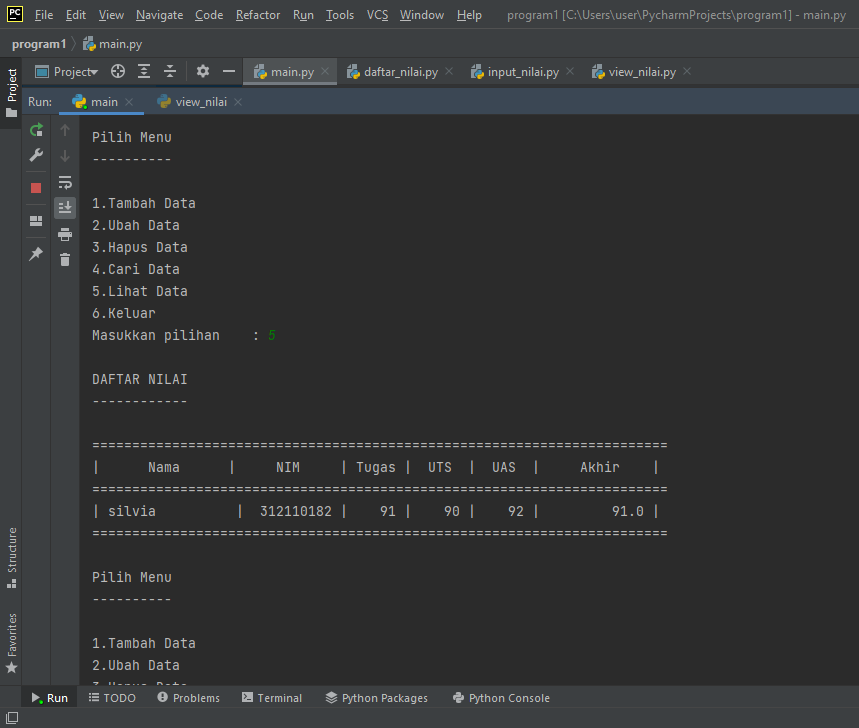 PC File Edit View Navigate Code Refactor Run Tools VCS Window Help program1 [C:\Users\user\PycharmProjects\program1] - main.py
program1 main.py
Project
Project main.py daftar_nilai.py input_nilai.py view_nilai.py
Run: main view_nilai
Pilih Menu
----------
1.Tambah Data
2.Ubah Data
3.Hapus Data
4.Cari Data
5.Lihat Data
6.Keluar
Masukkan pilihan    : 5
DAFTAR NILAI
------------
========================================================================
|      Nama      |     NIM     | Tugas |  UTS  |  UAS  |     Akhir    |
========================================================================
| silvia          |  312110182 |    91 |    90 |    92 |         91.0 |
========================================================================
Pilih Menu
----------
1.Tambah Data
2.Ubah Data
3.Hapus Data
Structure
Favorites
Run TODO Problems Terminal Python Packages Python Console